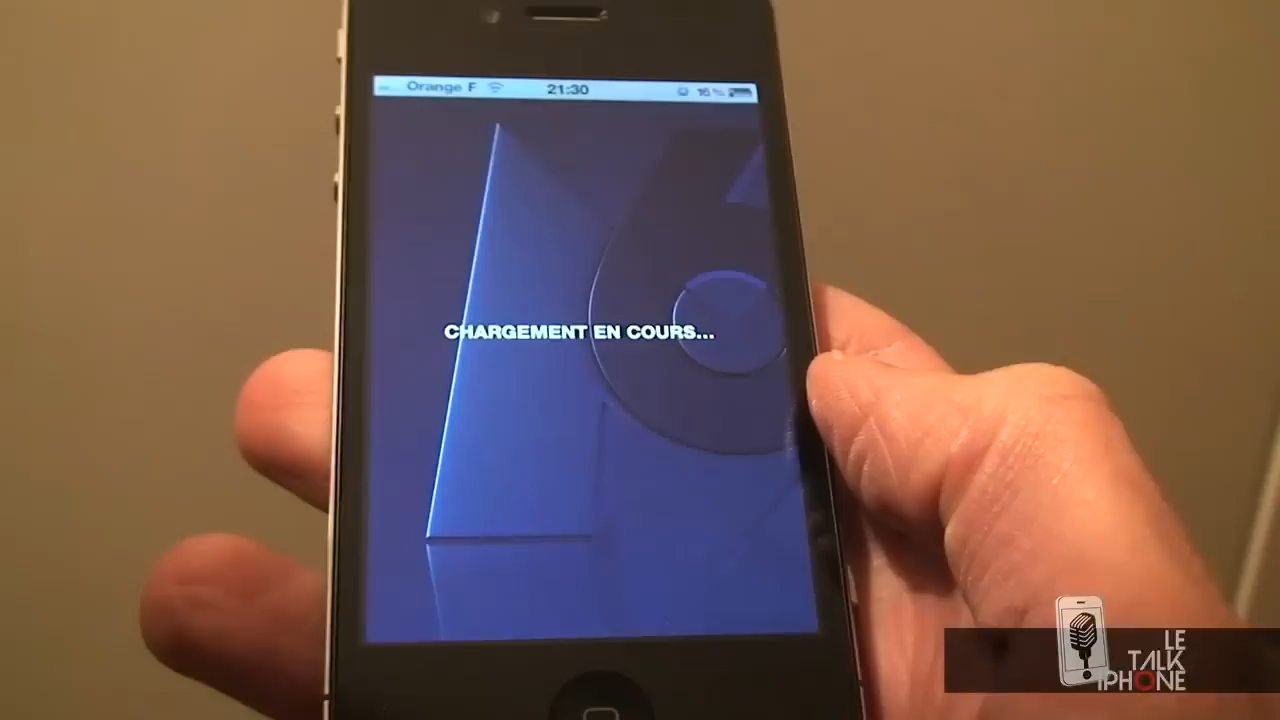 Orange F 21:30 16 %
CHARGEMENT EN COURS...
LE
TALK
iPHONE